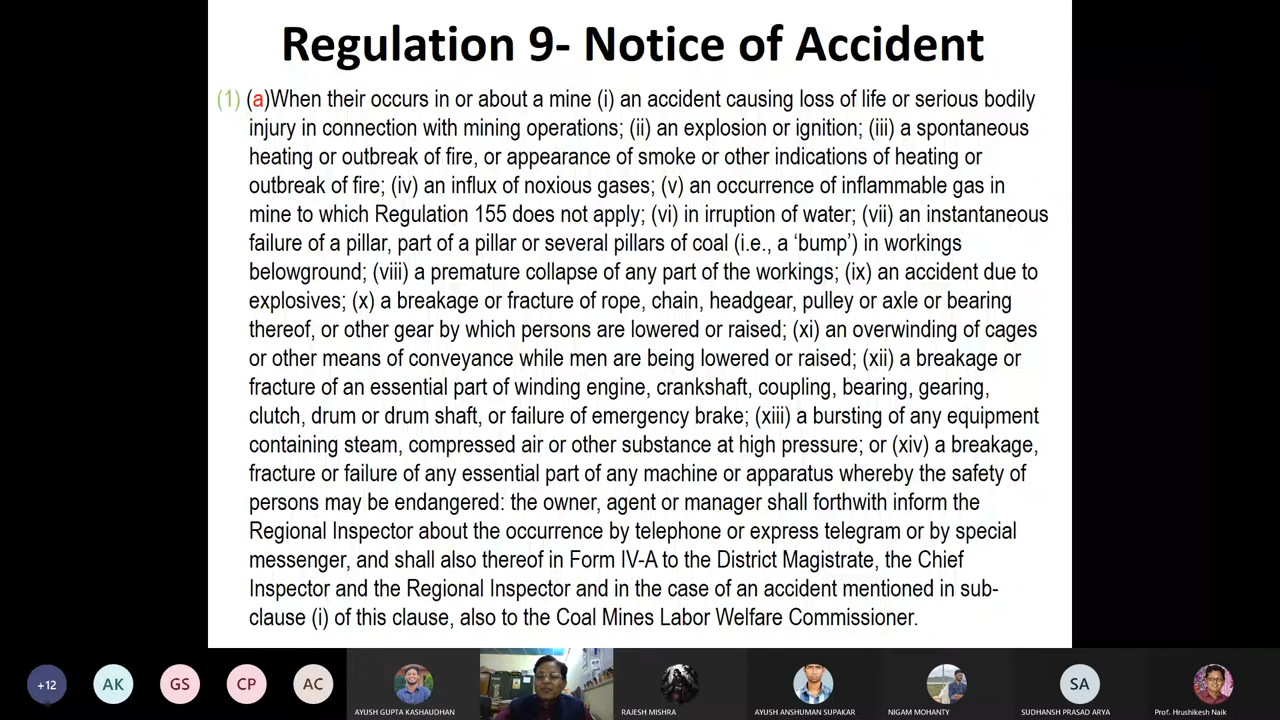 Regulation 9- Notice of Accident
(1) (a)When their occurs in or about a mine (i) an accident causing loss of life or serious bodily
injury in connection with mining operations; (ii) an explosion or ignition; (iii) a spontaneous
heating or outbreak of fire, or appearance of smoke or other indications of heating or
outbreak of fire; (iv) an influx of noxious gases; (v) an occurrence of inflammable gas in
mine to which Regulation 155 does not apply; (vi) in irruption of water; (vii) an instantaneous
failure of a pillar, part of a pillar or several pillars of coal (i.e., a ‘bump’) in workings
belowground; (viii) a premature collapse of any part of the workings; (ix) an accident due to
explosives; (x) a breakage or fracture of rope, chain, headgear, pulley or axle or bearing
thereof, or other gear by which persons are lowered or raised; (xi) an overwinding of cages
or other means of conveyance while men are being lowered or raised; (xii) a breakage or
fracture of an essential part of winding engine, crankshaft, coupling, bearing, gearing,
clutch, drum or drum shaft, or failure of emergency brake; (xiii) a bursting of any equipment
containing steam, compressed air or other substance at high pressure; or (xiv) a breakage,
fracture or failure of any essential part of any machine or apparatus whereby the safety of
persons may be endangered: the owner, agent or manager shall forthwith inform the
Regional Inspector about the occurrence by telephone or express telegram or by special
messenger, and shall also thereof in Form IV-A to the District Magistrate, the Chief
Inspector and the Regional Inspector and in the case of an accident mentioned in sub-
clause (i) of this clause, also to the Coal Mines Labor Welfare Commissioner.
+12 AK GS CP AC SA
AYUSH GUPTA KASHAUDHAN RAJESH MISHRA AYUSH ANSHUMAN SUPAKAR NIGAM MOHANTY SUDHANSH PRASAD ARYA Prof. Hrushikesh Naik